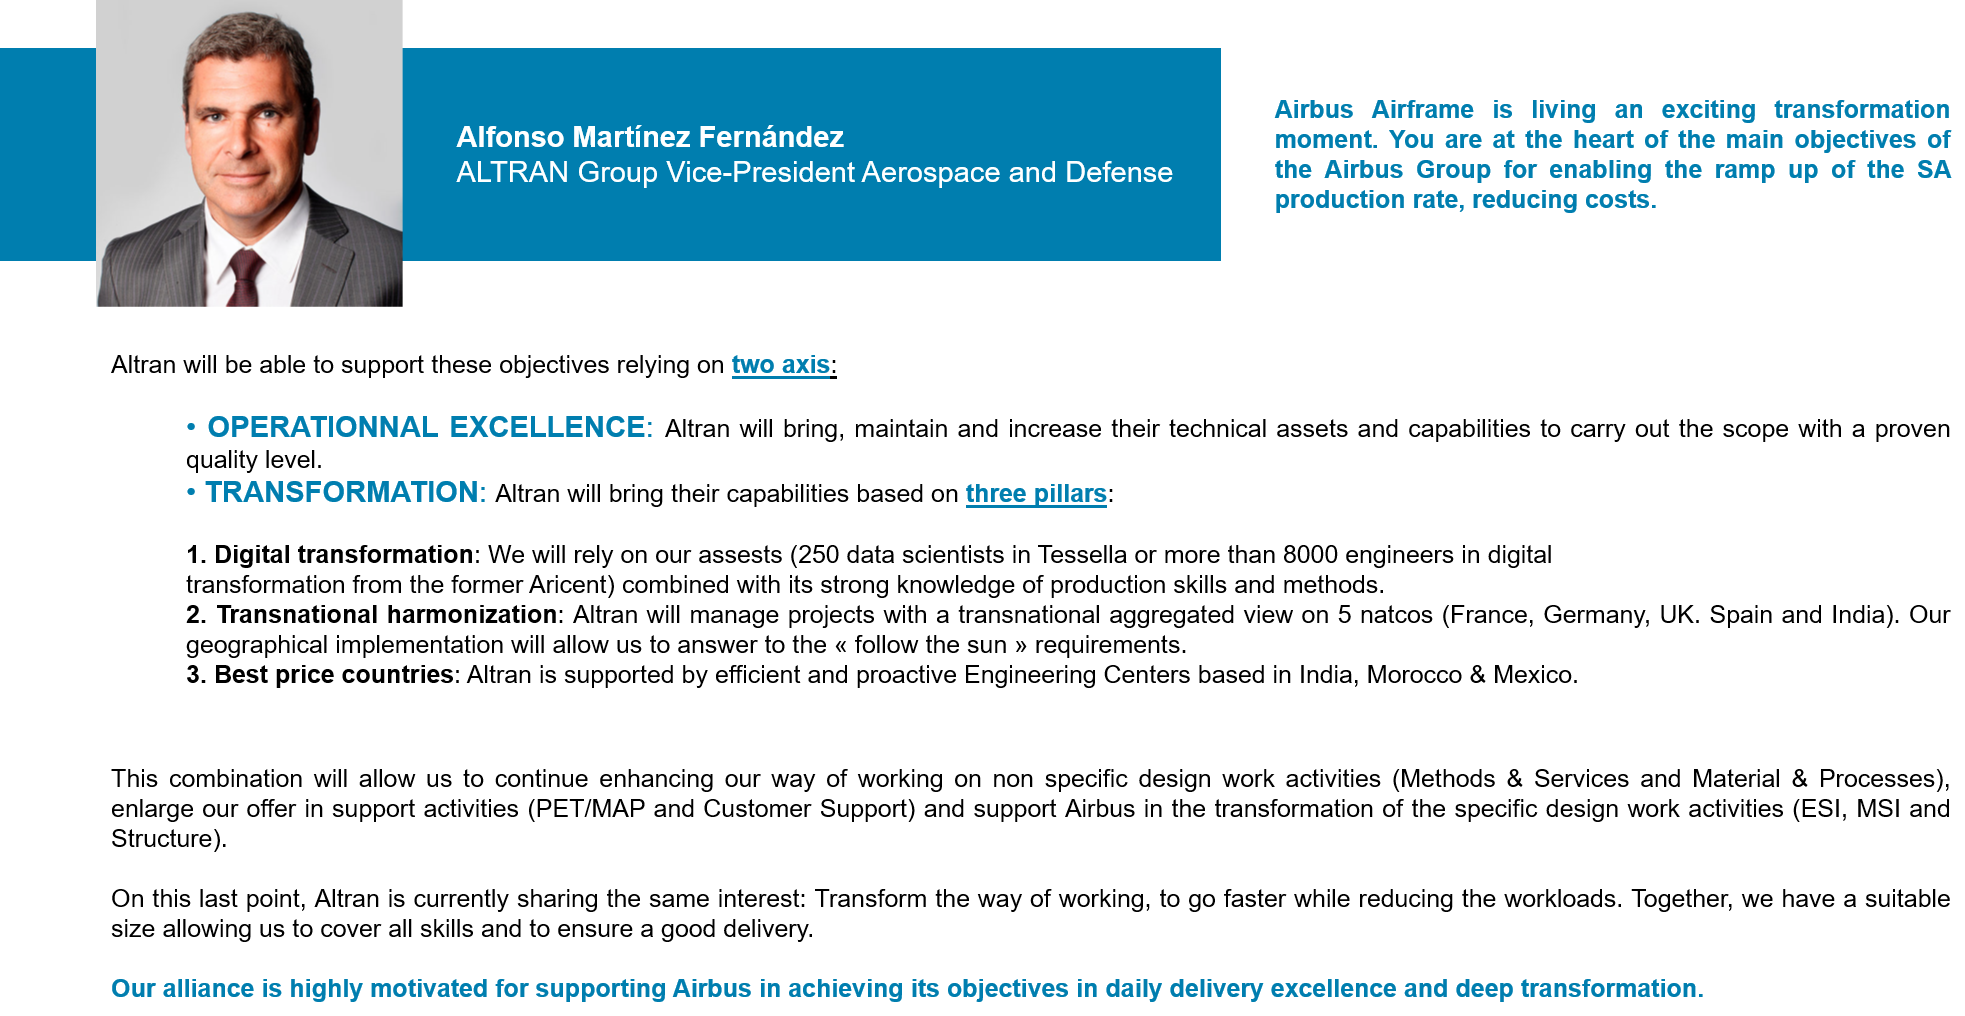 Alfonso Martínez Fernández
ALTRAN Group Vice-President Aerospace and Defense
Airbus Airframe is living an exciting transformation
moment. You are at the heart of the main objectives of
the Airbus Group for enabling the ramp up of the SA
production rate, reducing costs.
Altran will be able to support these objectives relying on two axis:
• OPERATIONNAL EXCELLENCE: Altran will bring, maintain and increase their technical assets and capabilities to carry out the scope with a proven
quality level.
• TRANSFORMATION: Altran will bring their capabilities based on three pillars:
1. Digital transformation: We will rely on our assests (250 data scientists in Tessella or more than 8000 engineers in digital
transformation from the former Aricent) combined with its strong knowledge of production skills and methods.
2. Transnational harmonization: Altran will manage projects with a transnational aggregated view on 5 natcos (France, Germany, UK. Spain and India). Our
geographical implementation will allow us to answer to the « follow the sun » requirements.
3. Best price countries: Altran is supported by efficient and proactive Engineering Centers based in India, Morocco & Mexico.
This combination will allow us to continue enhancing our way of working on non specific design work activities (Methods & Services and Material & Processes),
enlarge our offer in support activities (PET/MAP and Customer Support) and support Airbus in the transformation of the specific design work activities (ESI, MSI and
Structure).
On this last point, Altran is currently sharing the same interest: Transform the way of working, to go faster while reducing the workloads. Together, we have a suitable
size allowing us to cover all skills and to ensure a good delivery.
Our alliance is highly motivated for supporting Airbus in achieving its objectives in daily delivery excellence and deep transformation.